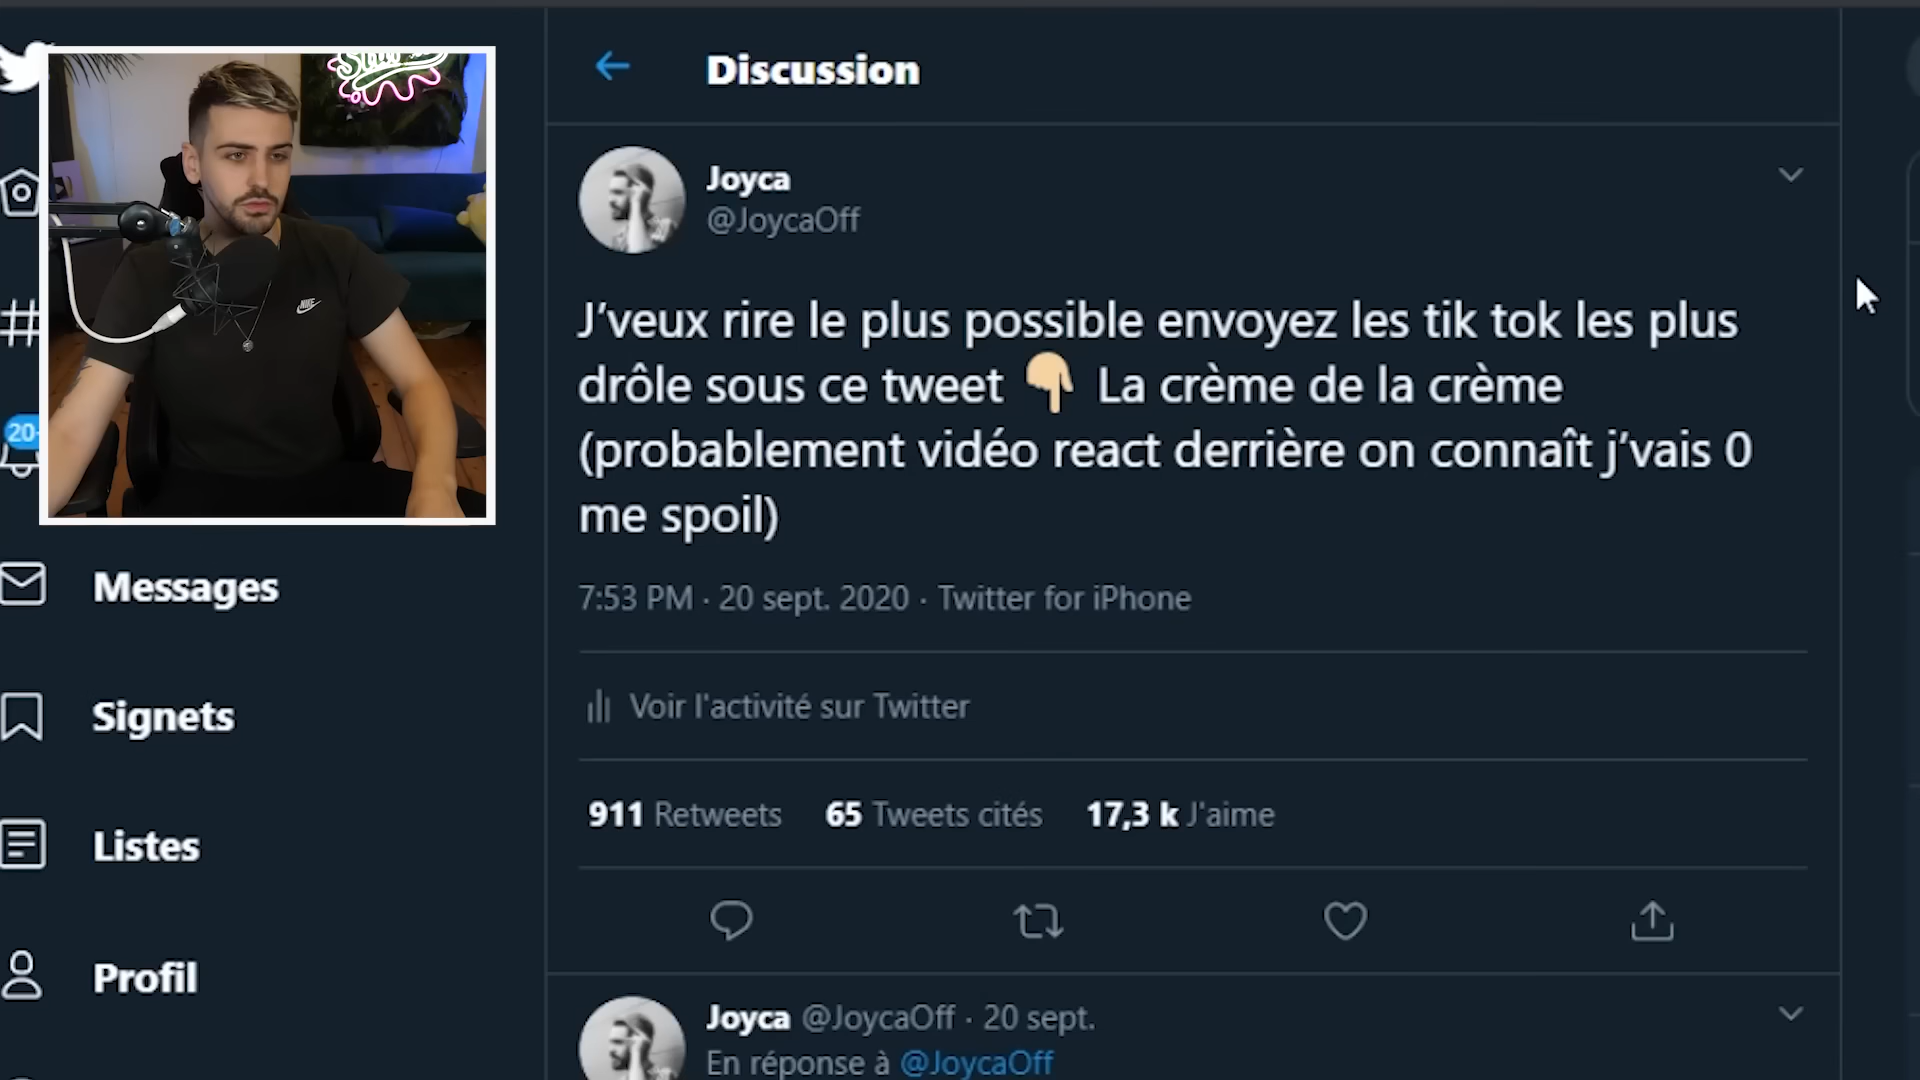 Discussion
Joyca
@JoycaOff
J’veux rire le plus possible envoyez les tik tok les plus
drôle sous ce tweet 👇🏼 La crème de la crème
(probablement vidéo react derrière on connaît j’vais 0
me spoil)
7:53 PM · 20 sept. 2020 · Twitter for iPhone
Voir l'activité sur Twitter
911 Retweets 65 Tweets cités 17,3 k J'aime
Joyca @JoycaOff · 20 sept.
En réponse à @JoycaOff
NIKE
20
Messages
Signets
Listes
Profil